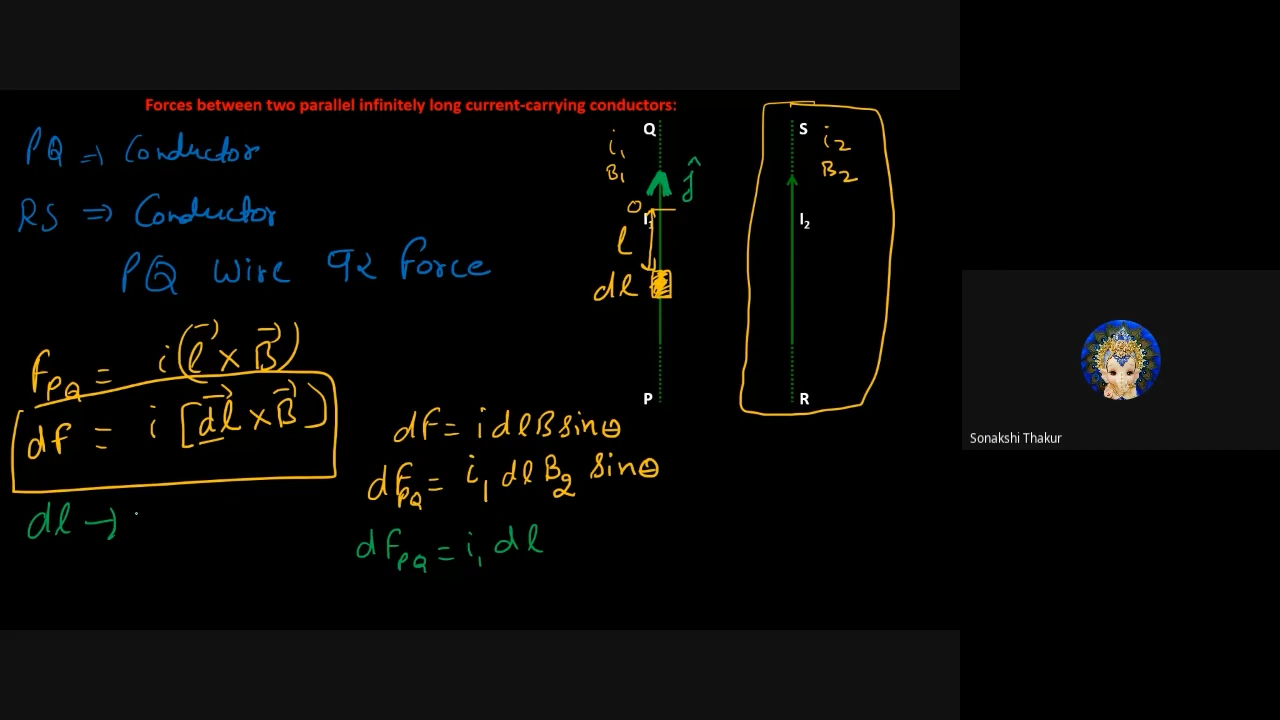 Forces between two parallel infinitely long current-carrying conductors:
PQ => Conductor
RS => Conductor
PQ wire पर force
F_PQ = i(l⃗ × B⃗)
dF = i [d⃗l × B⃗]
dl →
dF = i dl B sinθ
dF_PQ = i₁ dl B₂ sinθ
dF_PQ = i₁ dl
Q
i₁
B₁
ĵ
O
I₁
l
dl
P
S
i₂
B₂
I₂
R
Sonakshi Thakur